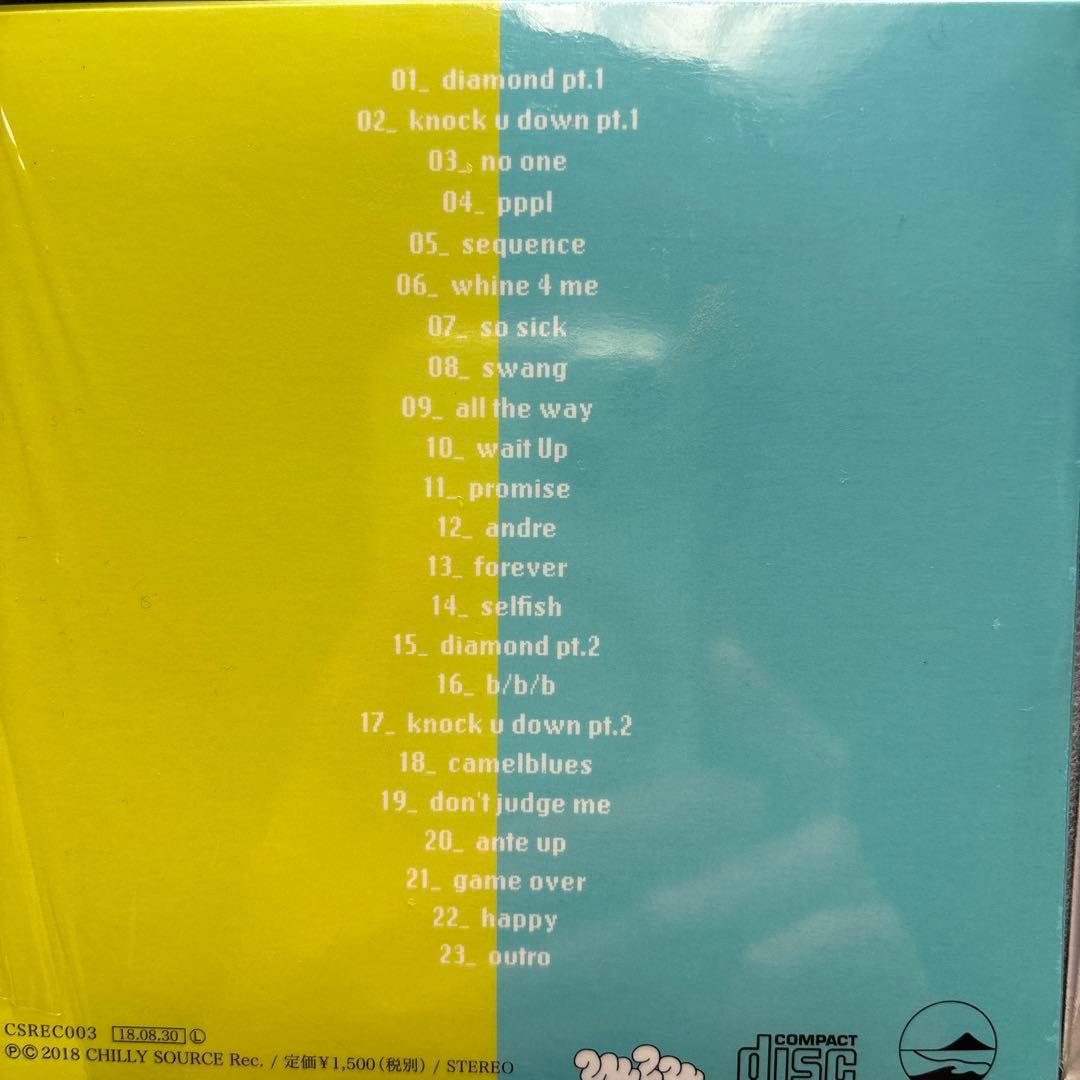 01_ diamond pt.1
02_ knock u down pt.1
03_ no one
04_ pppl
05_ sequence
06_ whine 4 me
07_ so sick
08_ swang
09_ all the way
10_ wait Up
11_ promise
12_ andre
13_ forever
14_ selfish
15_ diamond pt.2
16_ b/b/b
17_ knock u down pt.2
18_ camelblues
19_ don't judge me
20_ ante up
21_ game over
22_ happy
23_ outro
CSREC003 18.08.30 Ⓛ
℗© 2018 CHILLY SOURCE Rec. / 定価¥1,500(税別) / STEREO
COMPACT
disc